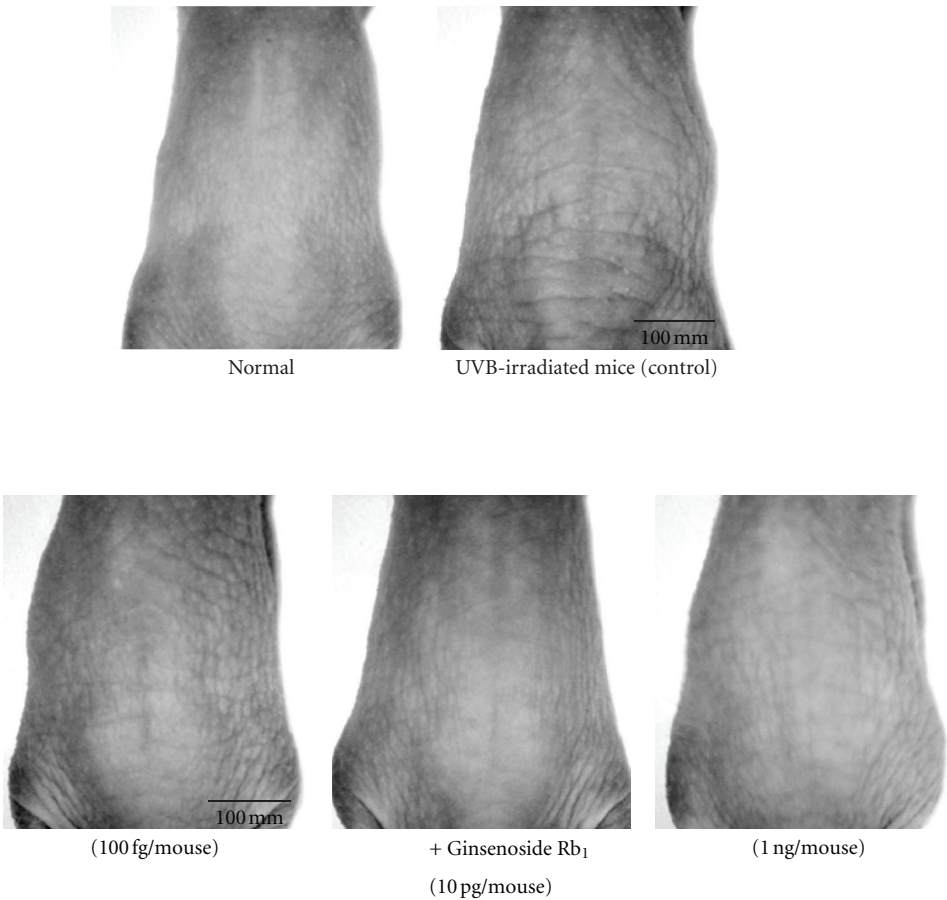 100 mm
Normal
UVB-irradiated mice (control)
100 mm
(100 fg/mouse)
+ Ginsenoside Rb₁
(10 pg/mouse)
(1 ng/mouse)